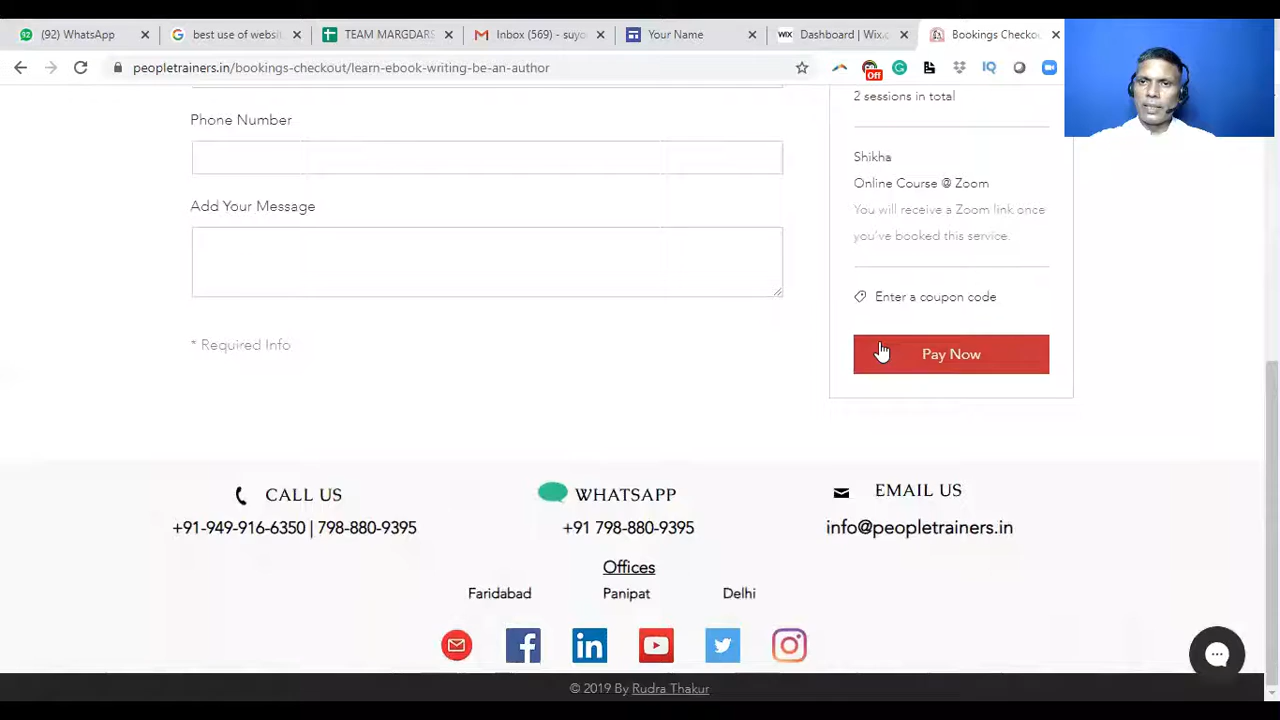 (92) WhatsApp
best use of websi
TEAM MARGDARS
Inbox (569) - suyo
Your Name
WIX
Dashboard | Wix.c
Bookings Checko
peopletrainers.in/bookings-checkout/learn-ebook-writing-be-an-author
Off
2 sessions in total
Phone Number
Shikha
Online Course @ Zoom
Add Your Message
You will receive a Zoom link once
you've booked this service.
Enter a coupon code
* Required Info
Pay Now
CALL US
WHATSAPP
EMAIL US
+91-949-916-6350 | 798-880-9395
+91 798-880-9395
info@peopletrainers.in
Offices
Faridabad
Panipat
Delhi
© 2019 By Rudra Thakur